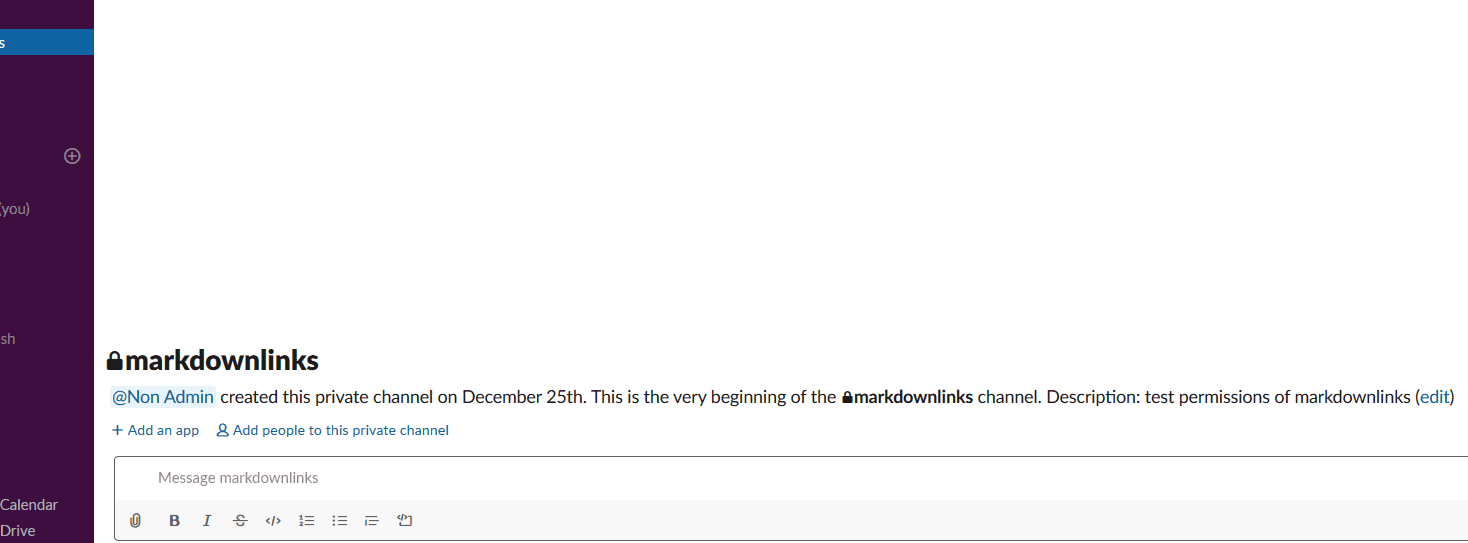 s
(you)
sh
markdownlinks
@Non Admin created this private channel on December 25th. This is the very beginning of the markdownlinks channel. Description: test permissions of markdownlinks (edit)
+ Add an app Add people to this private channel
Message markdownlinks
Calendar
B I S </>
Drive